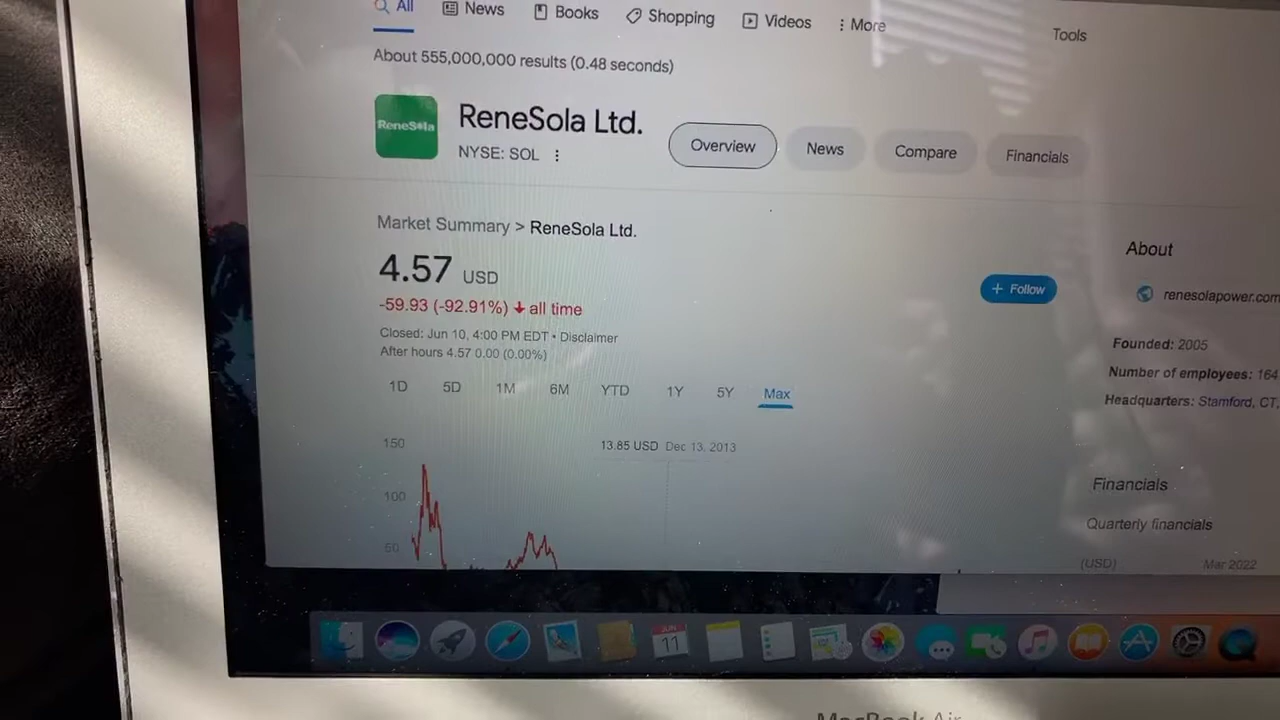 All News Books Shopping Videos More Tools
About 555,000,000 results (0.48 seconds)
ReneSola
ReneSola Ltd.
NYSE: SOL
Overview News Compare Financials
Market Summary > ReneSola Ltd.
4.57 USD
-59.93 (-92.91%) all time
Closed: Jun 10, 4:00 PM EDT • Disclaimer
After hours 4.57 0.00 (0.00%)
+ Follow
1D 5D 1M 6M YTD 1Y 5Y Max
150
100
50
13.85 USD Dec 13, 2013
About
renesolapower.com
Founded: 2005
Number of employees: 164
Headquarters: Stamford, CT,
Financials
Quarterly financials
(USD) Mar 2022
JUN
11
MacBook Air